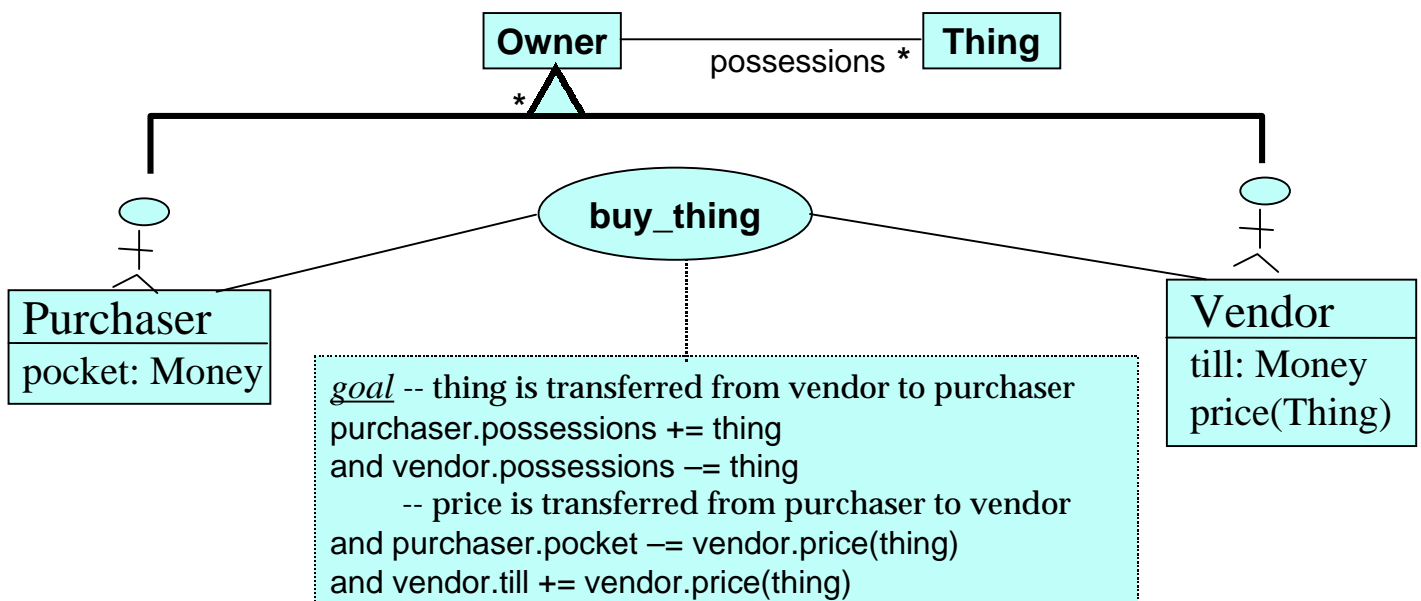 Owner
Thing
possessions *
*
buy_thing
Purchaser
pocket: Money
Vendor
till: Money
price(Thing)
goal -- thing is transferred from vendor to purchaser
purchaser.possessions += thing
and vendor.possessions –= thing
-- price is transferred from purchaser to vendor
and purchaser.pocket –= vendor.price(thing)
and vendor.till += vendor.price(thing)